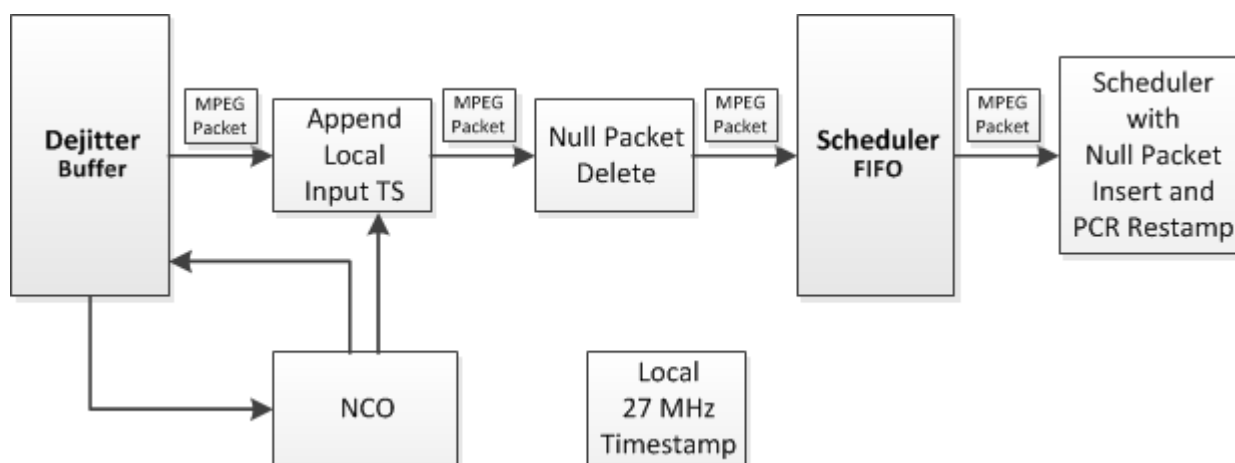 Dejitter
Buffer
MPEG
Packet
Append
Local
Input TS
MPEG
Packet
Null Packet
Delete
MPEG
Packet
Scheduler
FIFO
MPEG
Packet
Scheduler
with
Null Packet
Insert and
PCR Restamp
NCO
Local
27 MHz
Timestamp